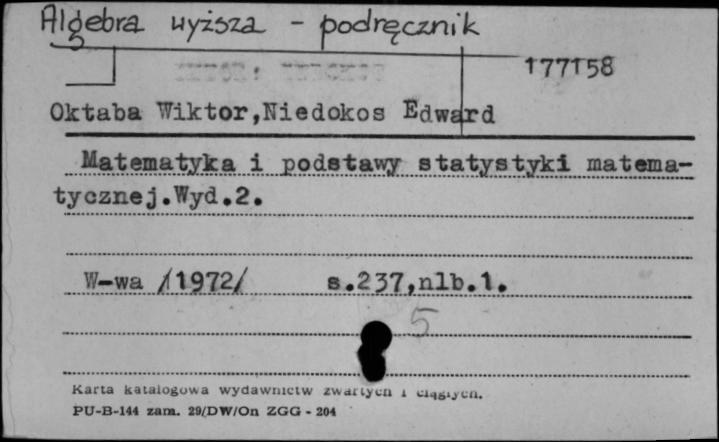 Algebra wyższa - podręcznik
177158
Oktaba Wiktor,Niedokos Edward
Matematyka i podstawy statystyki matema-
tycznej.Wyd.2.
W-wa /1972/ s.237,nlb.1.
5
Karta katalogowa wydawnictw zwartych i ciągłych.
PU-B-144 zam. 29/DW/On ZGG - 204